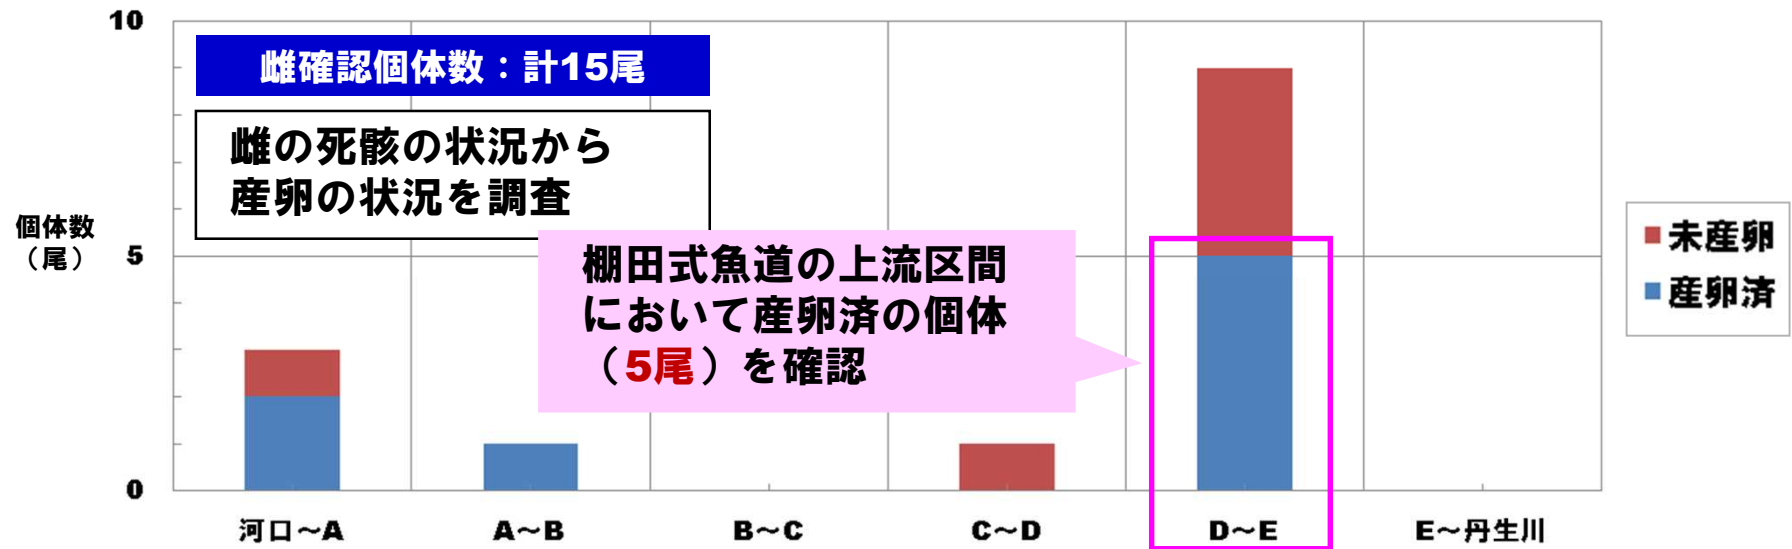 10
雌確認個体数：計15尾
雌の死骸の状況から
産卵の状況を調査
個体数
（尾）
5
棚田式魚道の上流区間
において産卵済の個体
（5尾）を確認
未産卵
産卵済
0
河口～A
A～B
B～C
C～D
D～E
E～丹生川